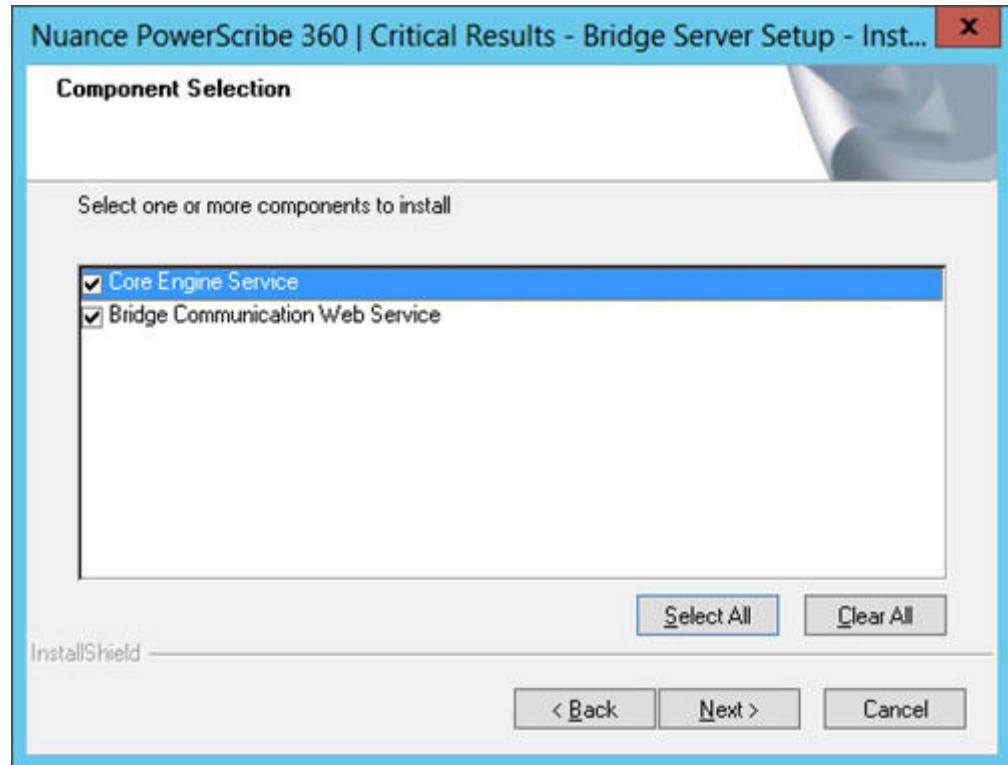 Nuance PowerScribe 360 | Critical Results - Bridge Server Setup - Inst...
x
Component Selection
Select one or more components to install
Core Engine Service
Bridge Communication Web Service
Select All Clear All
InstallShield
< Back Next > Cancel